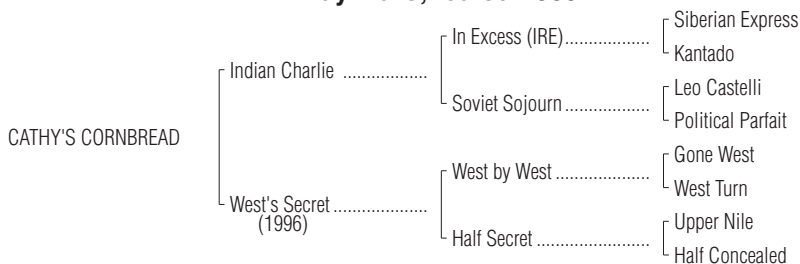 Siberian Express
In Excess (IRE)
Kantado
Indian Charlie
Leo Castelli
Soviet Sojourn
Political Parfait
CATHY'S CORNBREAD
Gone West
West by West
West Turn
West's Secret
(1996)
Upper Nile
Half Secret
Half Concealed